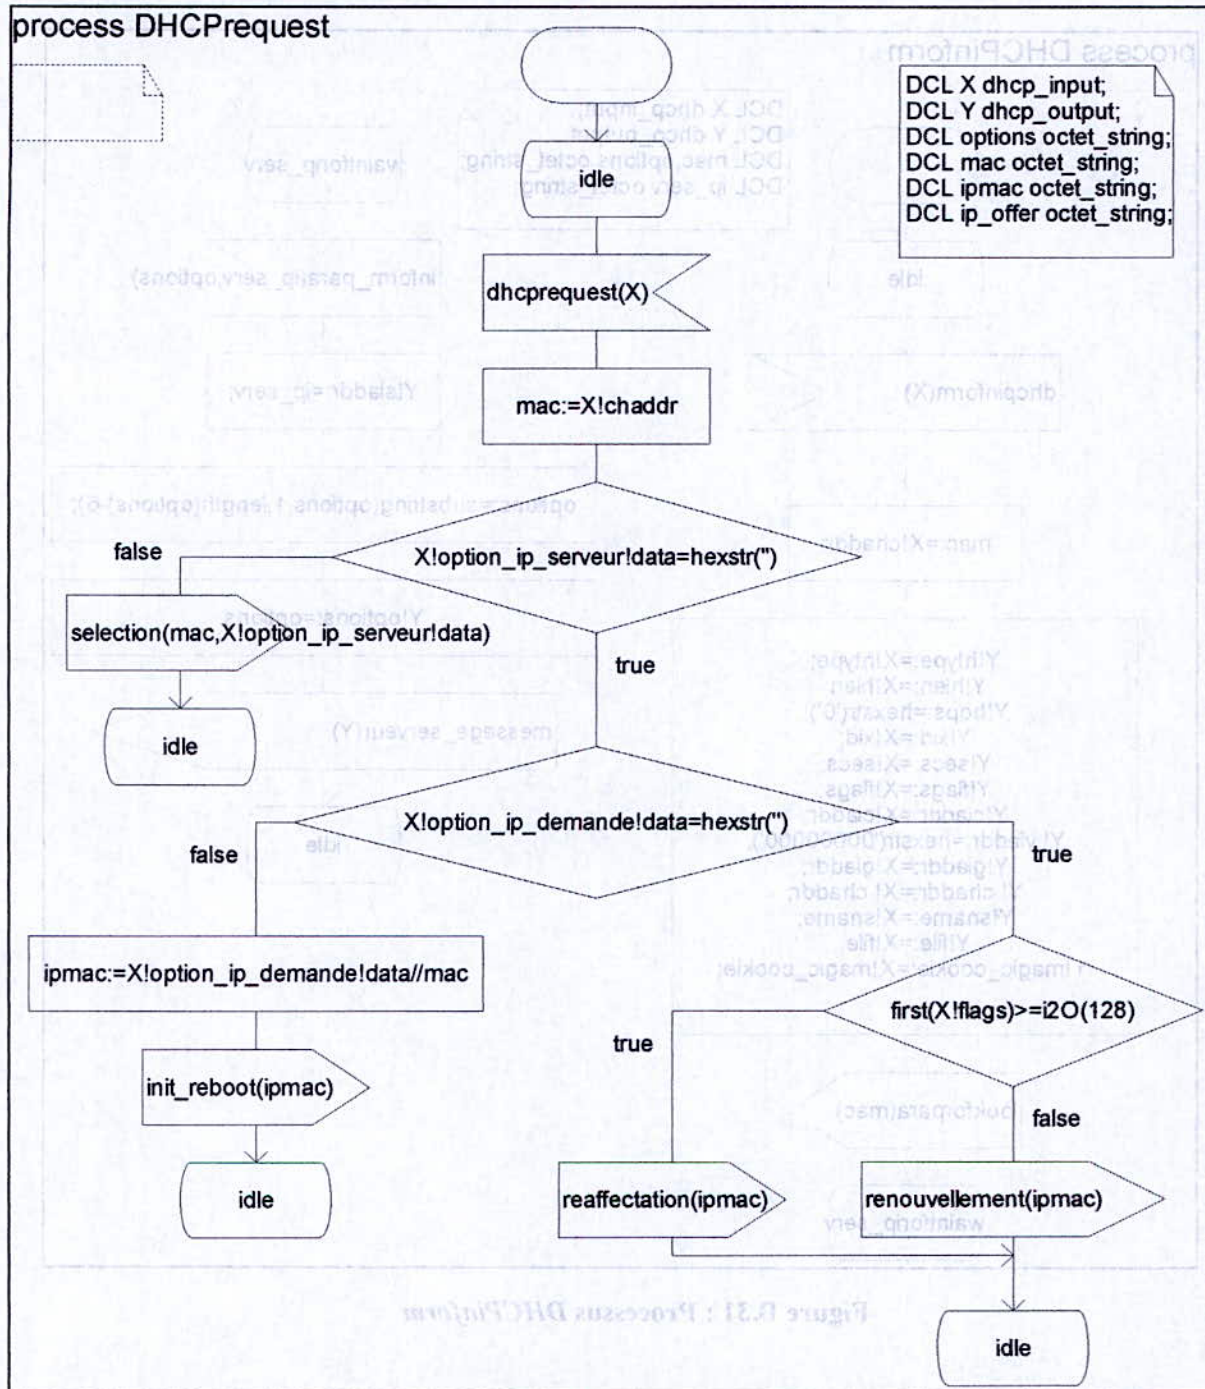 process DHCPrequest
DCL X dhcp_input;
DCL Y dhcp_output;
DCL options octet_string;
DCL mac octet_string;
DCL ipmac octet_string;
DCL ip_offer octet_string;
idle
dhcprequest(X)
mac:=X!chaddr
X!option_ip_serveur!data=hexstr('')
false
true
selection(mac,X!option_ip_serveur!data)
idle
X!option_ip_demande!data=hexstr('')
false
true
ipmac:=X!option_ip_demande!data//mac
init_reboot(ipmac)
idle
first(X!flags)>=i2O(128)
true
false
reaffectation(ipmac)
renouvellement(ipmac)
idle